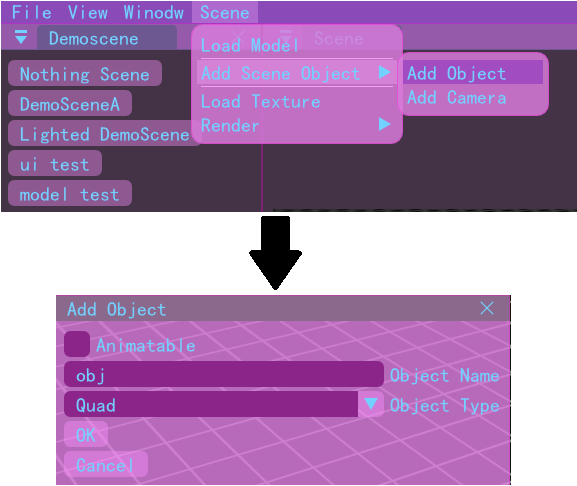 File View Winodw Scene
Demoscene Scene
Load Model
Nothing Scene
Add Scene Object
Add Object
DemoSceneA
Load Texture
Add Camera
Lighted DemoScene
Render
ui test
model test
Add Object
Animatable
obj Object Name
Quad Object Type
OK
Cancel